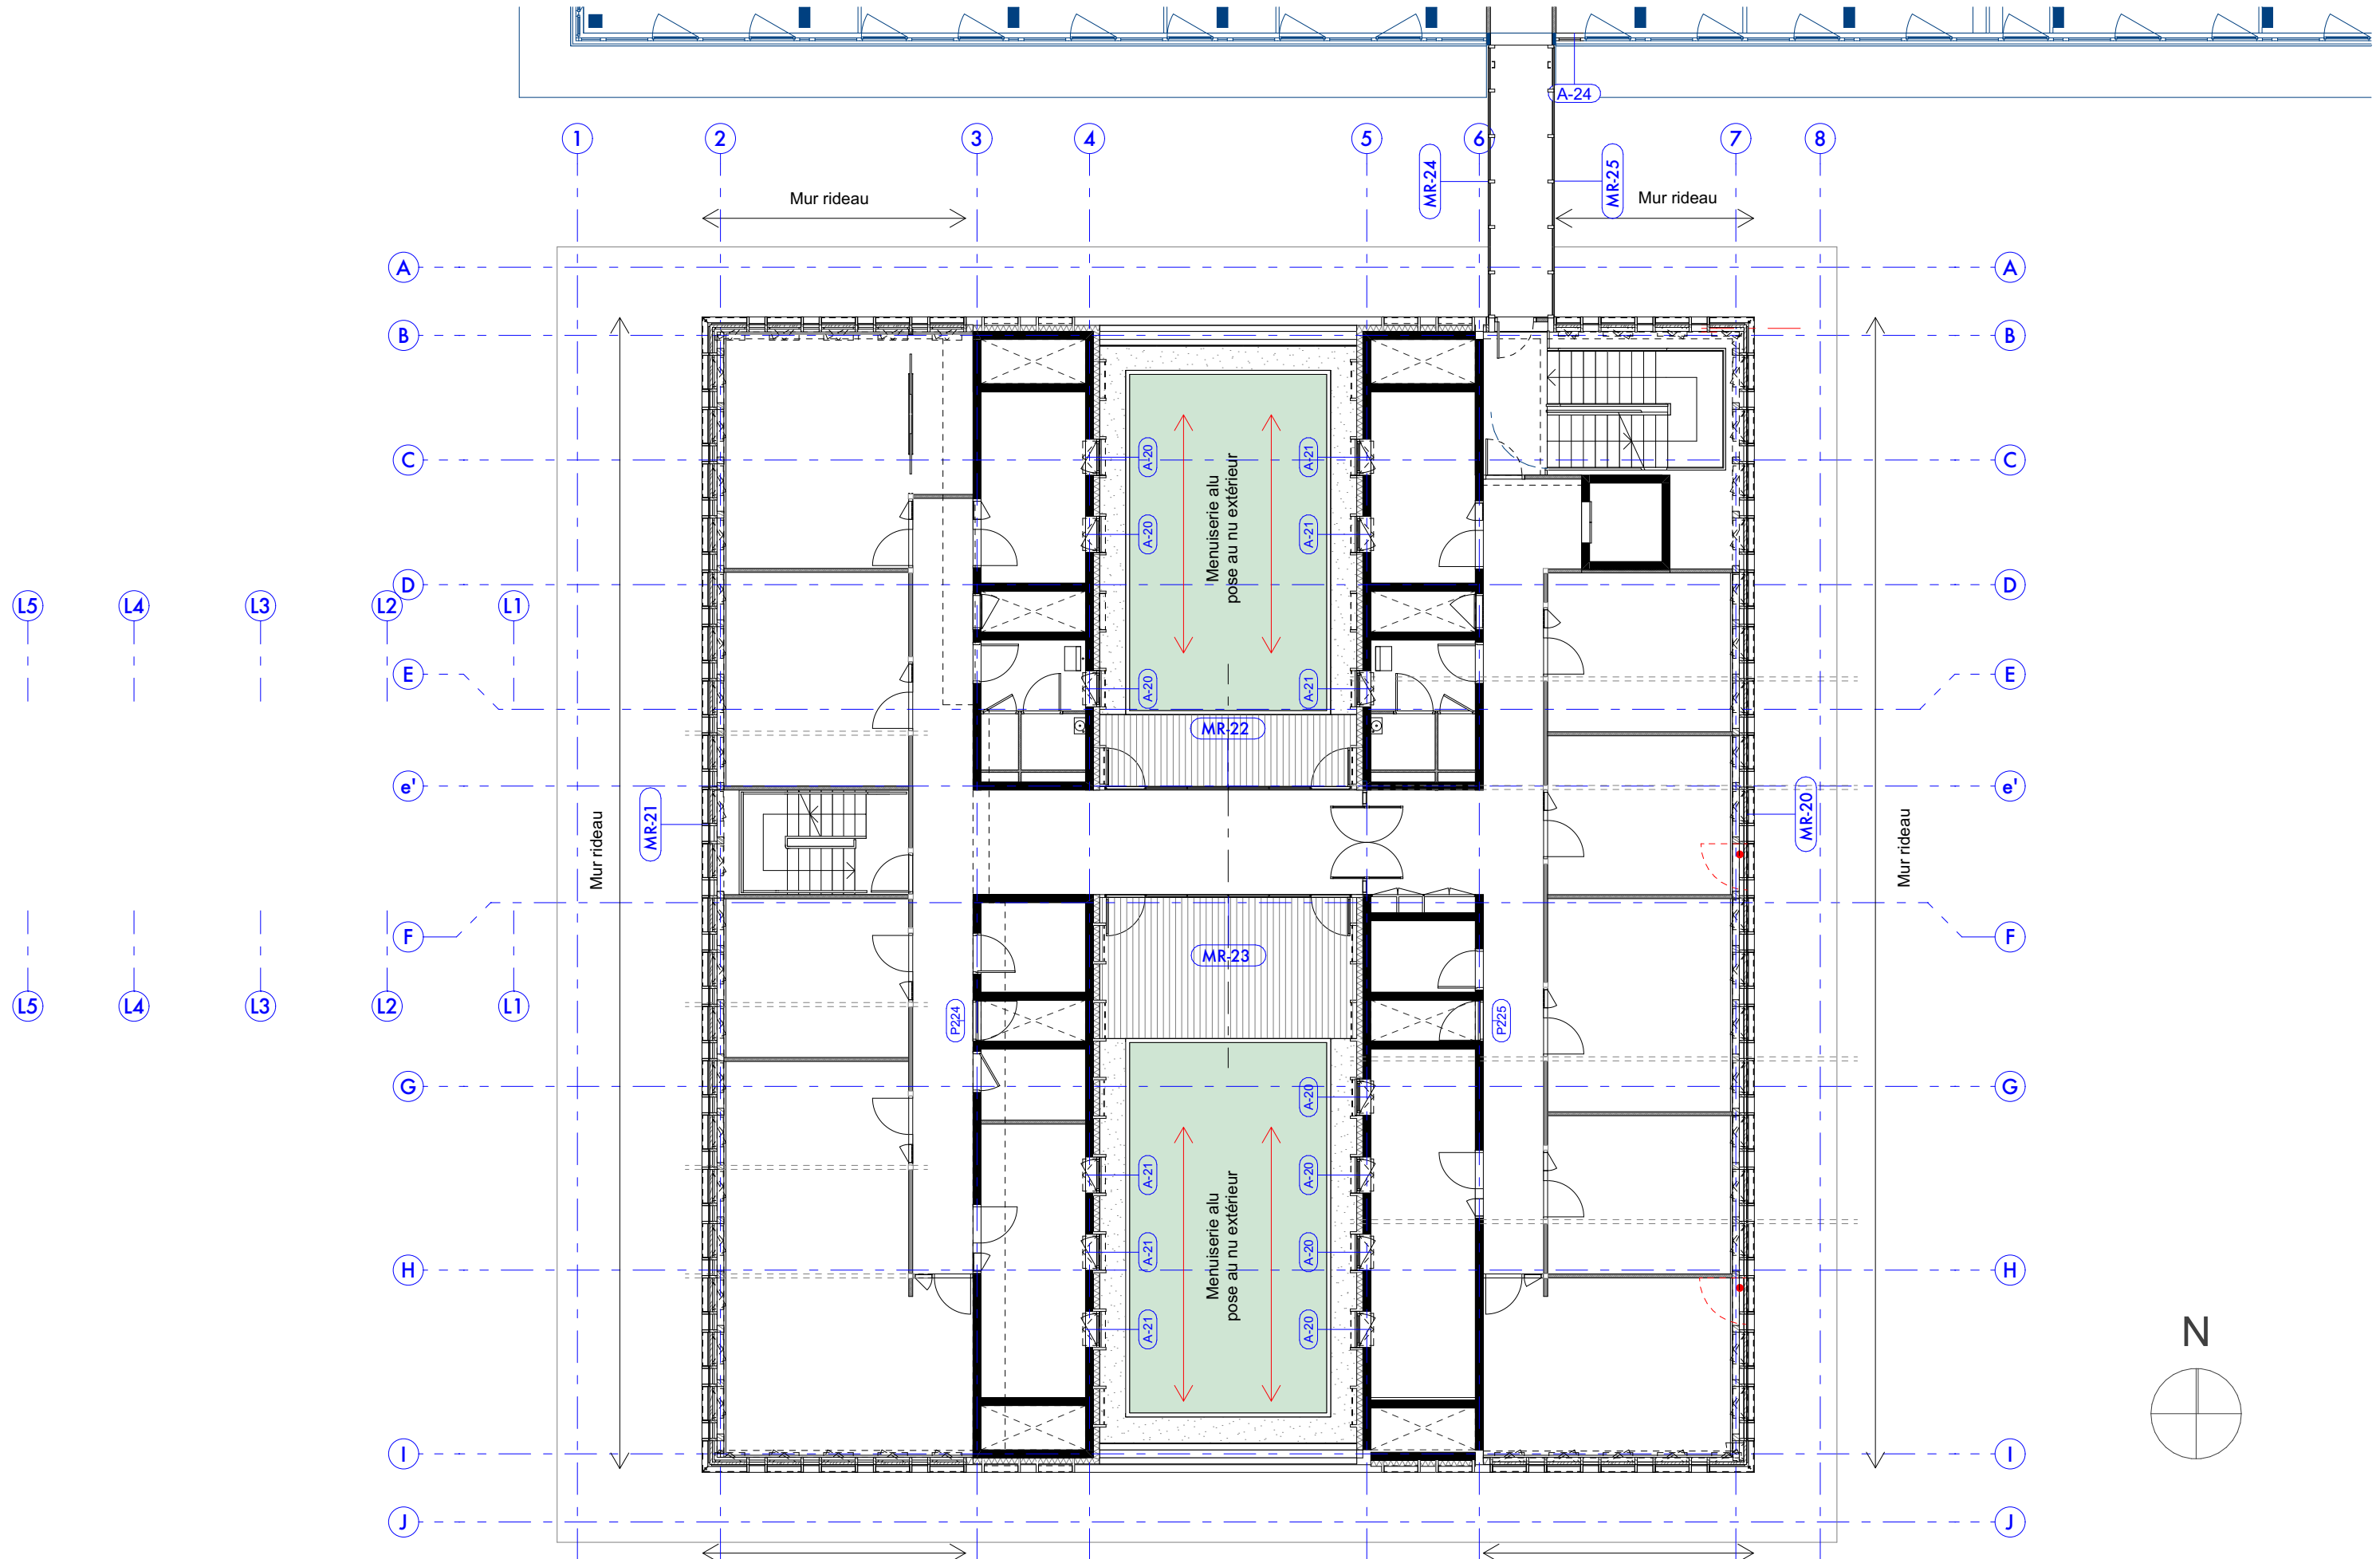 A-24
1
2
3
4
5
6
7
8
MR-24
MR-25
Mur rideau
Mur rideau
A
A
B
B
C
C
A-20
A-21
Menuiserie alu
pose au nu extérieur
A-20
A-21
D
D
L5
L4
L3
L2
L1
E
E
A-20
A-21
MR-22
e'
e'
MR-21
MR-20
Mur rideau
Mur rideau
F
F
MR-23
L5
L4
L3
L2
L1
P224
P225
G
G
A-20
A-21
A-20
Menuiserie alu
pose au nu extérieur
A-21
A-20
H
H
A-21
A-20
N
I
I
J
J